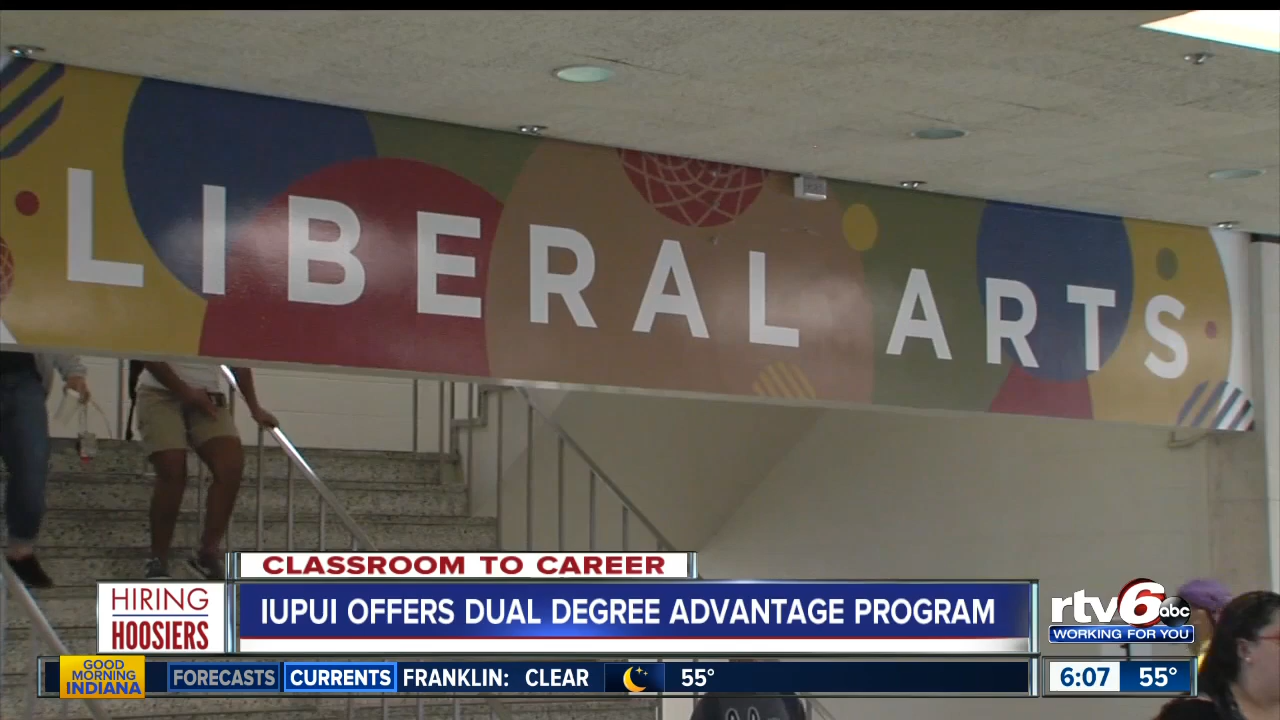 LIBERAL ARTS
CLASSROOM TO CAREER
HIRING
HOOSIERS
IUPUI OFFERS DUAL DEGREE ADVANTAGE PROGRAM
rtv6 abc
WORKING FOR YOU
GOOD
MORNING
INDIANA
FORECASTS CURRENTS FRANKLIN: CLEAR 55°
6:07 55°